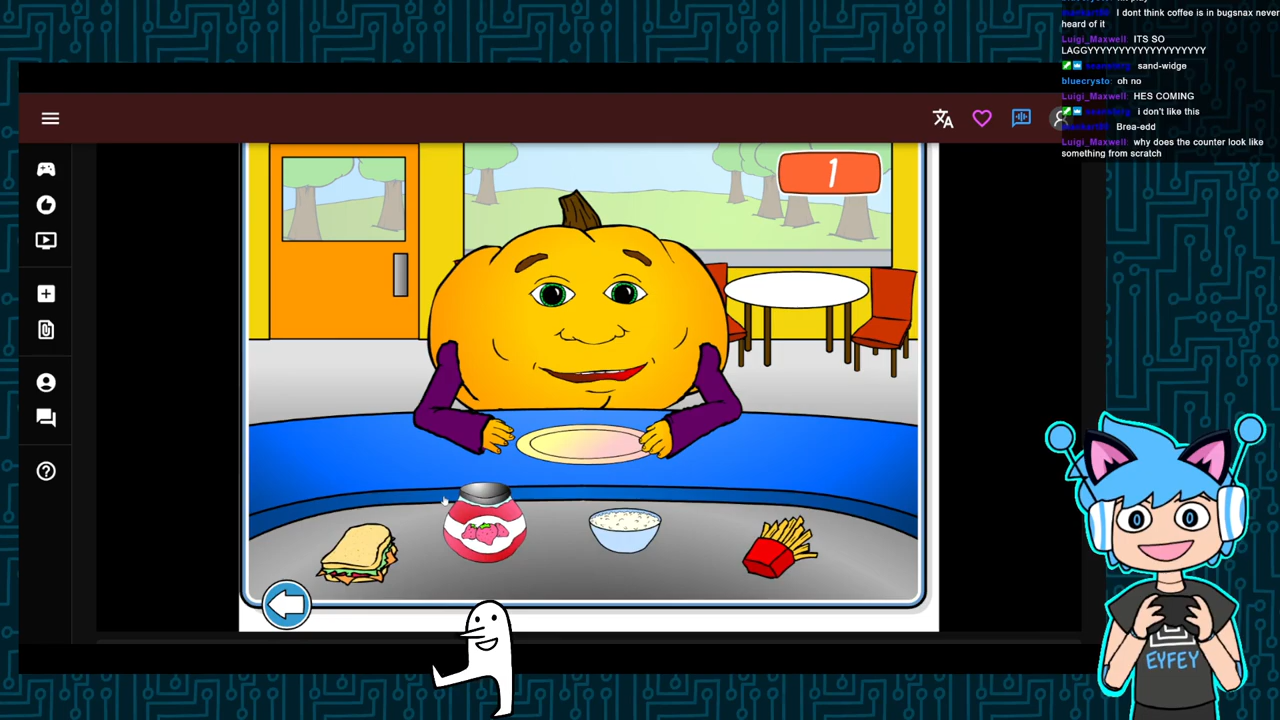 I dont think coffee is in bugsnax never
heard of it
Luigi_Maxwell: ITS SO
LAGGYYYYYYYYYYYYYYYYYYY
sand-widge
bluecrysto: oh no
Luigi_Maxwell: HES COMING
i don't like this
Brea-edd
Luigi_Maxwell: why does the counter look like
something from scratch
1
EYFEY